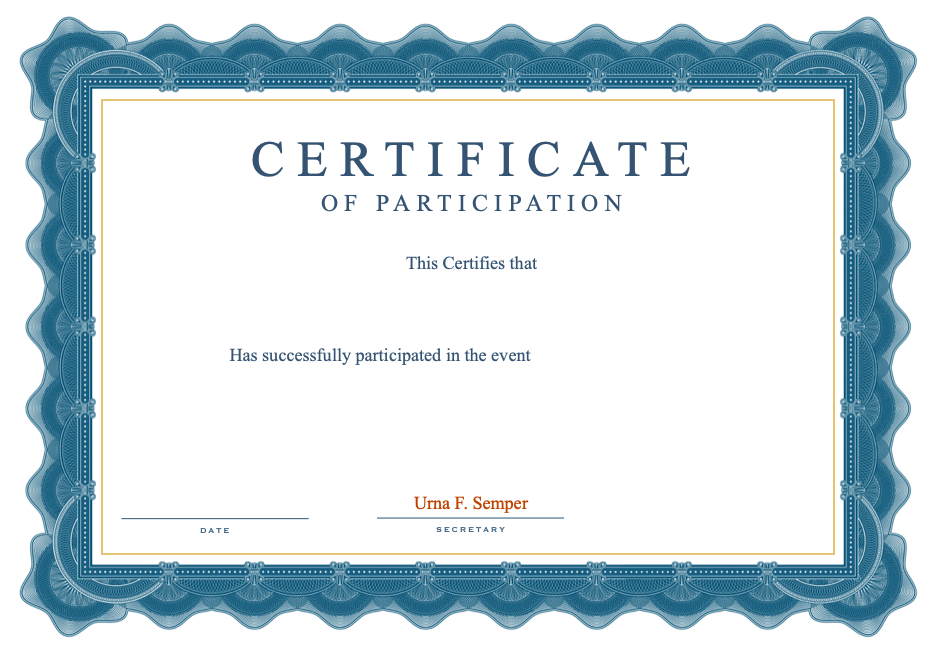 CERTIFICATE
OF PARTICIPATION
This Certifies that
Has successfully participated in the event
Urna F. Semper
DATE
SECRETARY